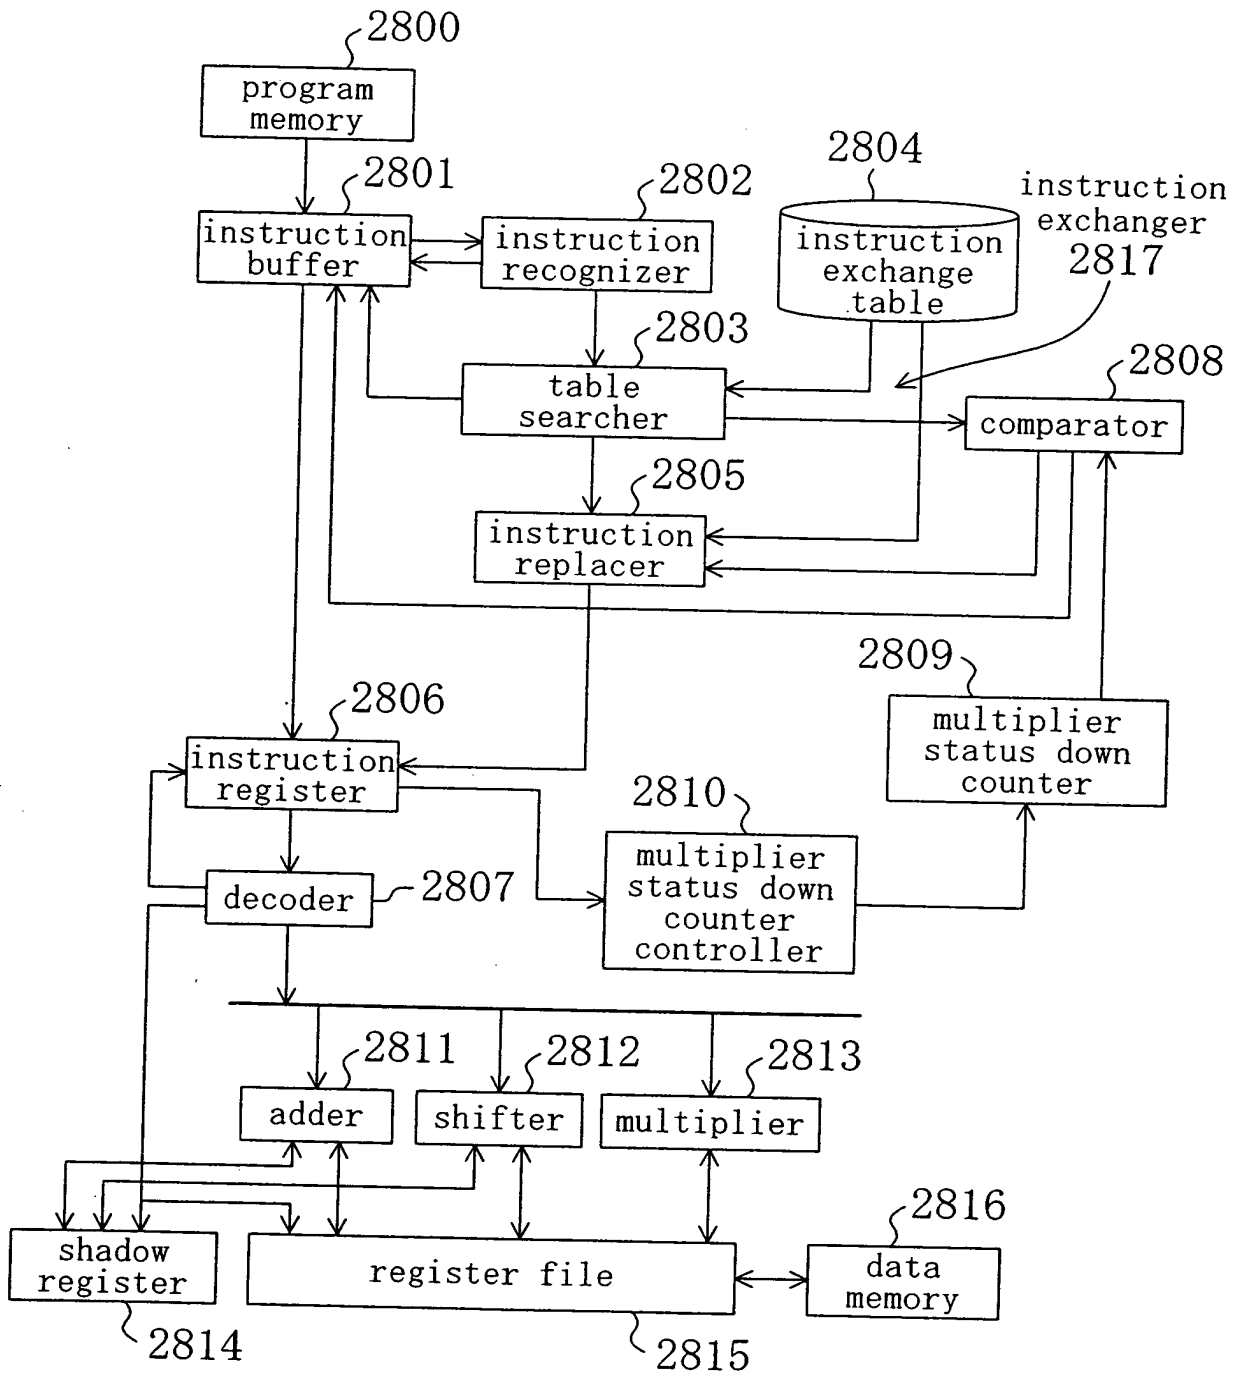 2800
program
memory
2801
instruction
buffer
2802
instruction
recognizer
2804
instruction
exchange
table
instruction
exchanger
2817
2803
table
searcher
2808
comparator
2805
instruction
replacer
2809
multiplier
status down
counter
2806
instruction
register
2810
multiplier
status down
counter
controller
decoder
2807
2811
adder
2812
shifter
2813
multiplier
shadow
register
2814
register file
2815
2816
data
memory